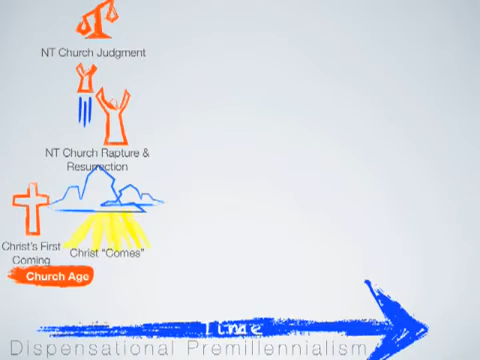 NT Church Judgment
NT Church Rapture &
Resurrection
Christ's First
Coming
Christ "Comes"
Church Age
Time
Dispensational Premillennialism